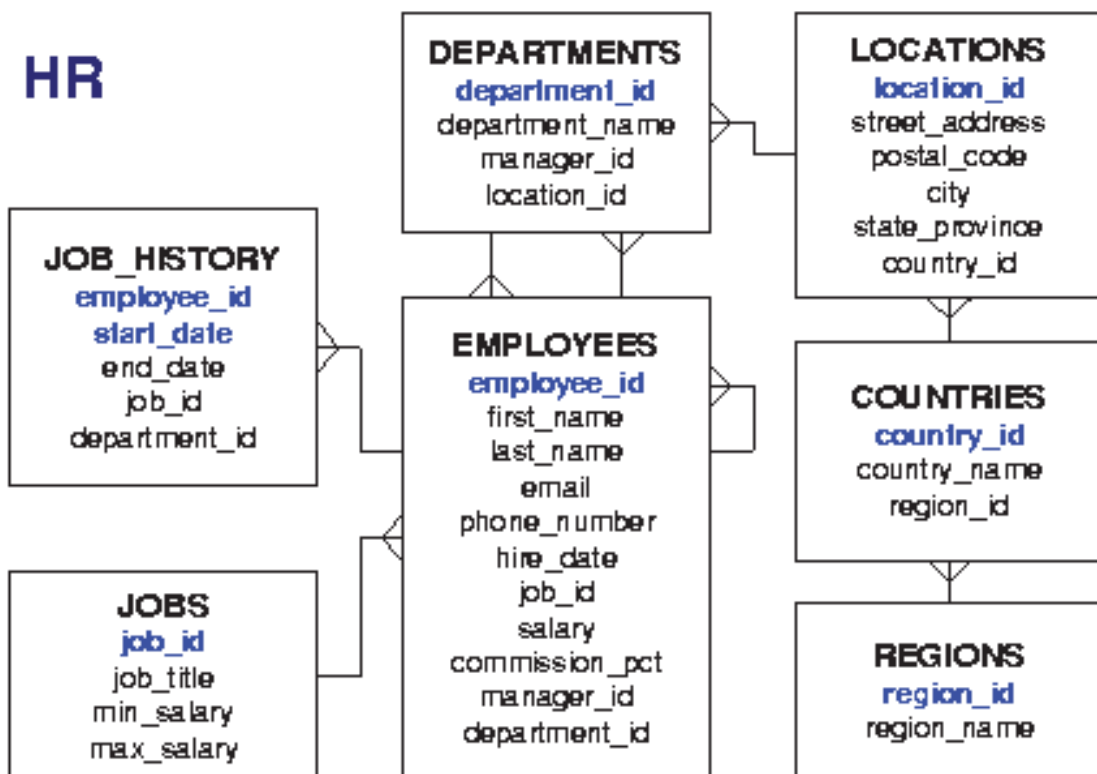 HR
DEPARTMENTS
department_id
department_name
manager_id
location_id
LOCATIONS
location_id
street_address
postal_code
city
state_province
country_id
JOB_HISTORY
employee_id
start_date
end_date
job_id
department_id
EMPLOYEES
employee_id
first_name
last_name
email
phone_number
hire_date
job_id
salary
commission_pct
manager_id
department_id
COUNTRIES
country_id
country_name
region_id
JOBS
job_id
job_title
min_salary
max_salary
REGIONS
region_id
region_name